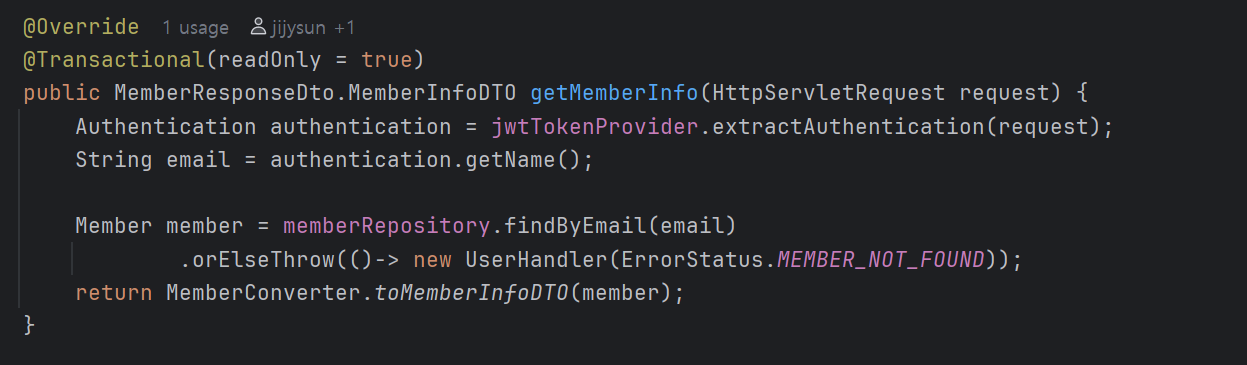 @Override 1 usage jijysun +1
@Transactional(readOnly = true)
public MemberResponseDto.MemberInfoDTO getMemberInfo(HttpServletRequest request) {
    Authentication authentication = jwtTokenProvider.extractAuthentication(request);
    String email = authentication.getName();

    Member member = memberRepository.findByEmail(email)
            .orElseThrow(()-> new UserHandler(ErrorStatus.MEMBER_NOT_FOUND));
    return MemberConverter.toMemberInfoDTO(member);
}